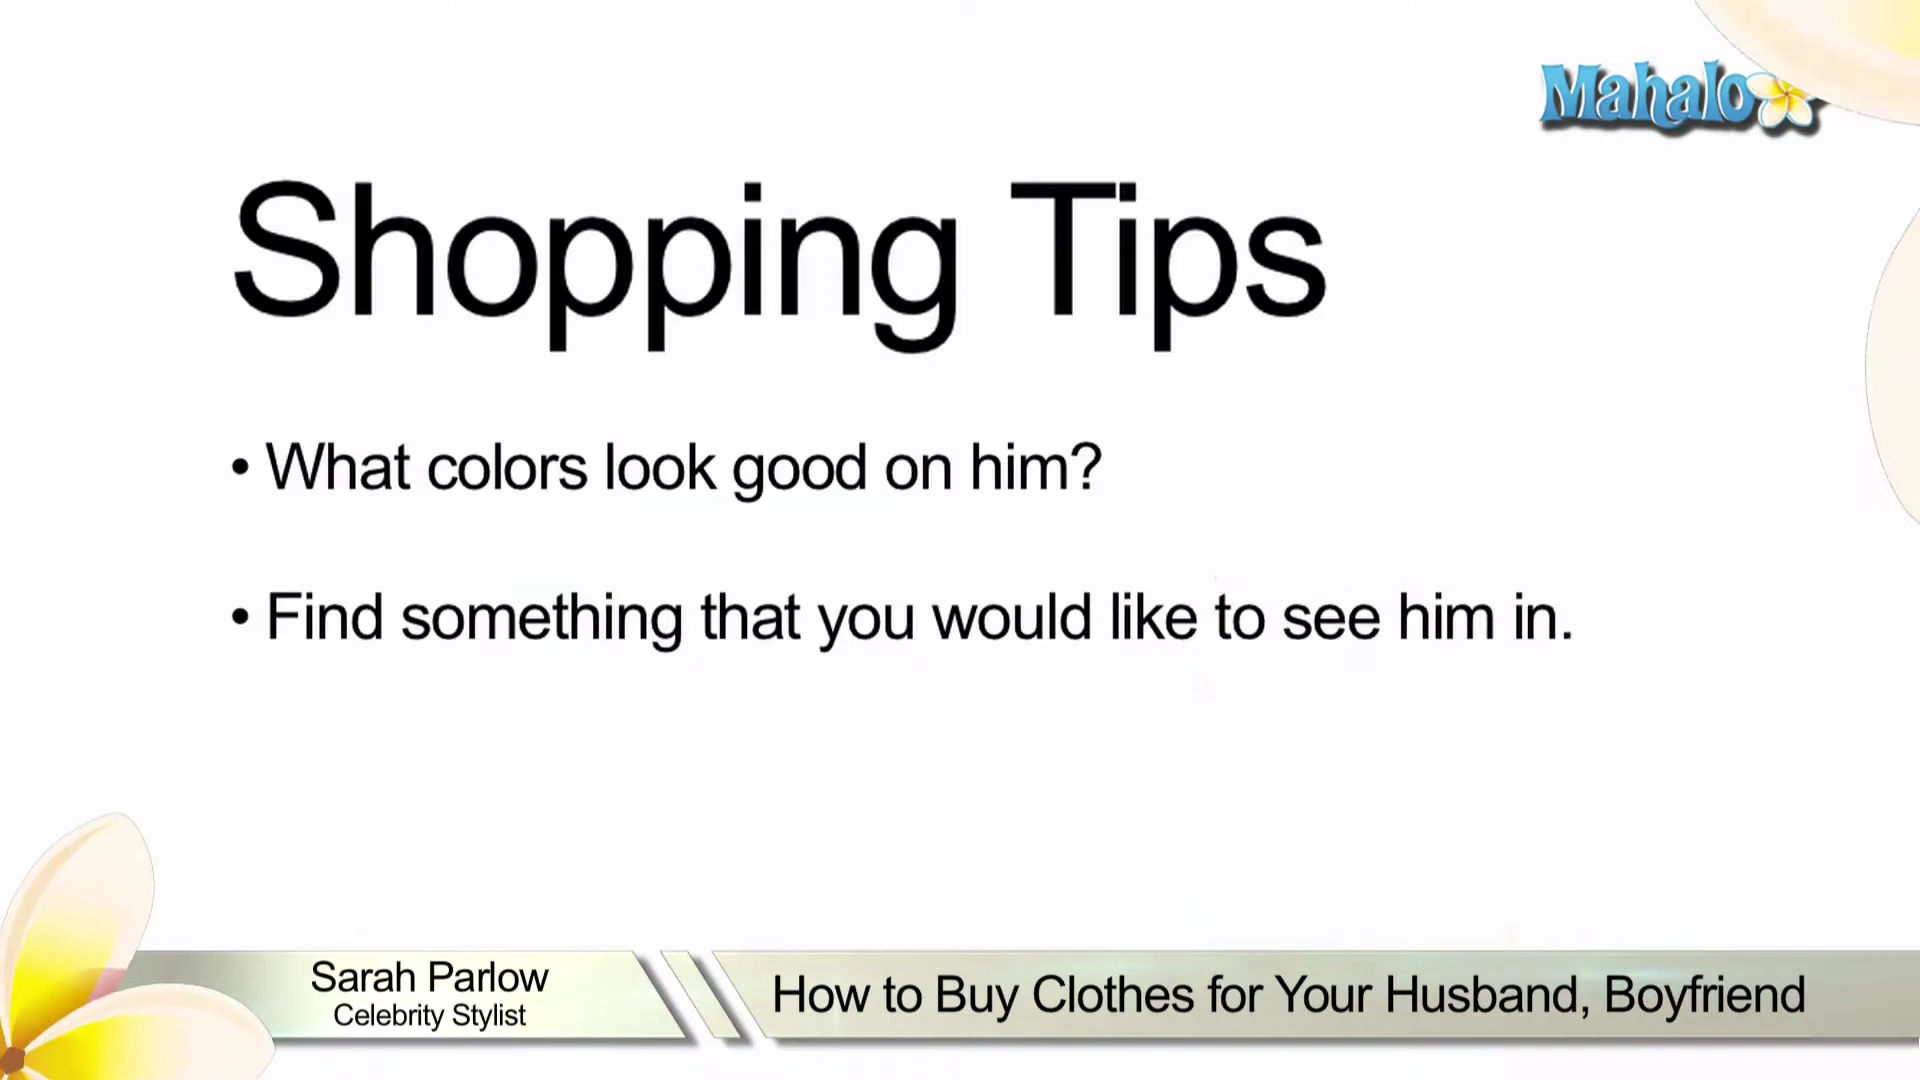 Mahalo
Shopping Tips
• What colors look good on him?
• Find something that you would like to see him in.
Sarah Parlow
Celebrity Stylist
How to Buy Clothes for Your Husband, Boyfriend